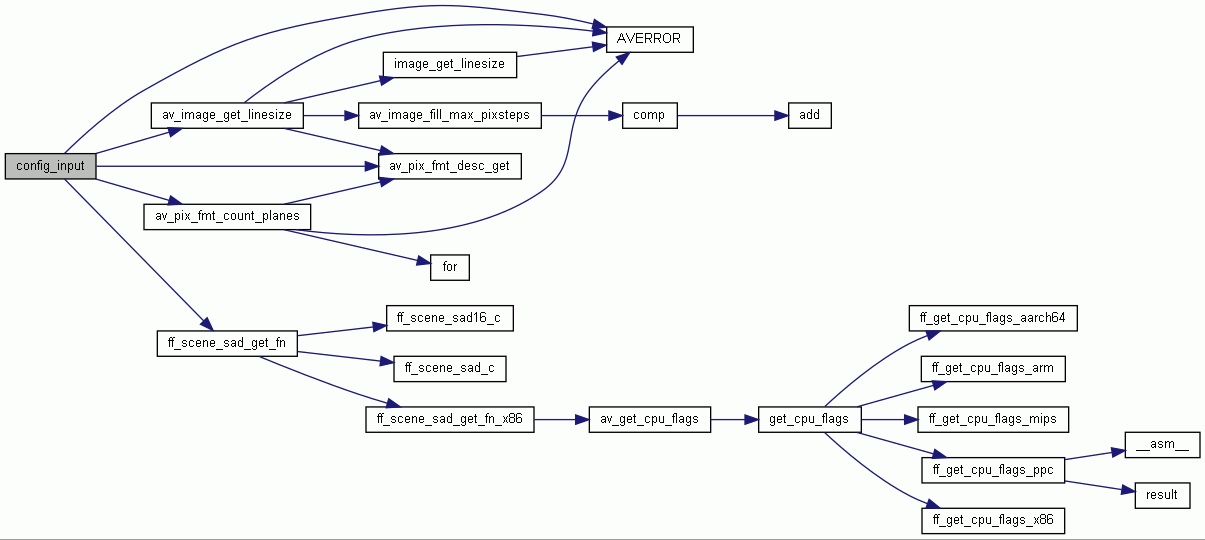 AVERROR
image_get_linesize
av_image_get_linesize
av_image_fill_max_pixsteps
comp
add
config_input
av_pix_fmt_desc_get
av_pix_fmt_count_planes
for
ff_scene_sad16_c
ff_get_cpu_flags_aarch64
ff_scene_sad_get_fn
ff_scene_sad_c
ff_get_cpu_flags_arm
ff_scene_sad_get_fn_x86
av_get_cpu_flags
get_cpu_flags
ff_get_cpu_flags_mips
__asm__
ff_get_cpu_flags_ppc
result
ff_get_cpu_flags_x86